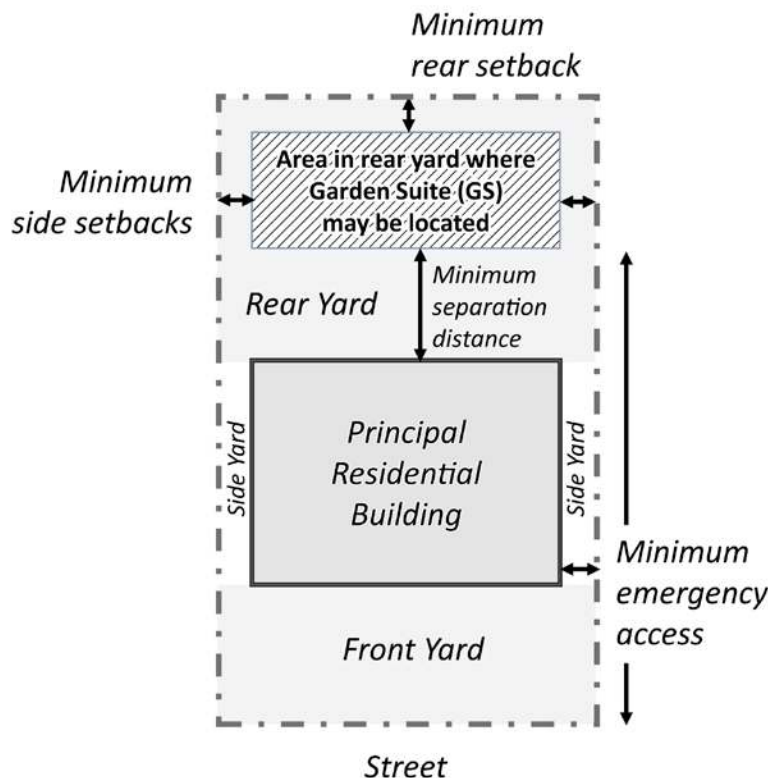 Minimum
rear setback
Area in rear yard where
Garden Suite (GS)
may be located
Minimum
side setbacks
Minimum
separation
distance
Rear Yard
Principal
Residential
Building
Side Yard
Side Yard
Minimum
emergency
access
Front Yard
Street